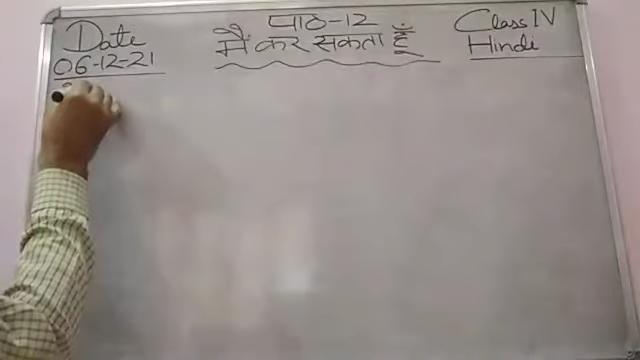 Date
06-12-21
पाठ-12
मैं कर सकता हूँ
Class IV
Hindi